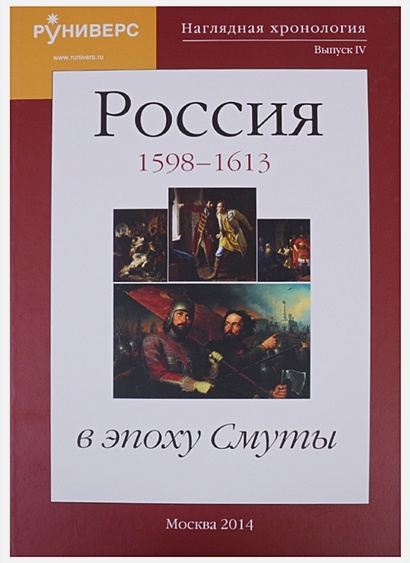 РУНИВЕРС
www.runivers.ru
Наглядная хронология
Выпуск IV
Россия
1598–1613
в эпоху Смуты
Москва 2014